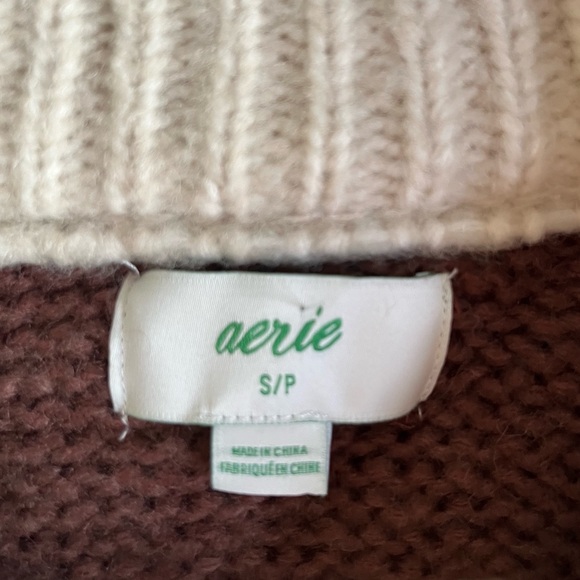 aerie
S/P
MADE IN CHINA
FABRIQUÉ EN CHINE